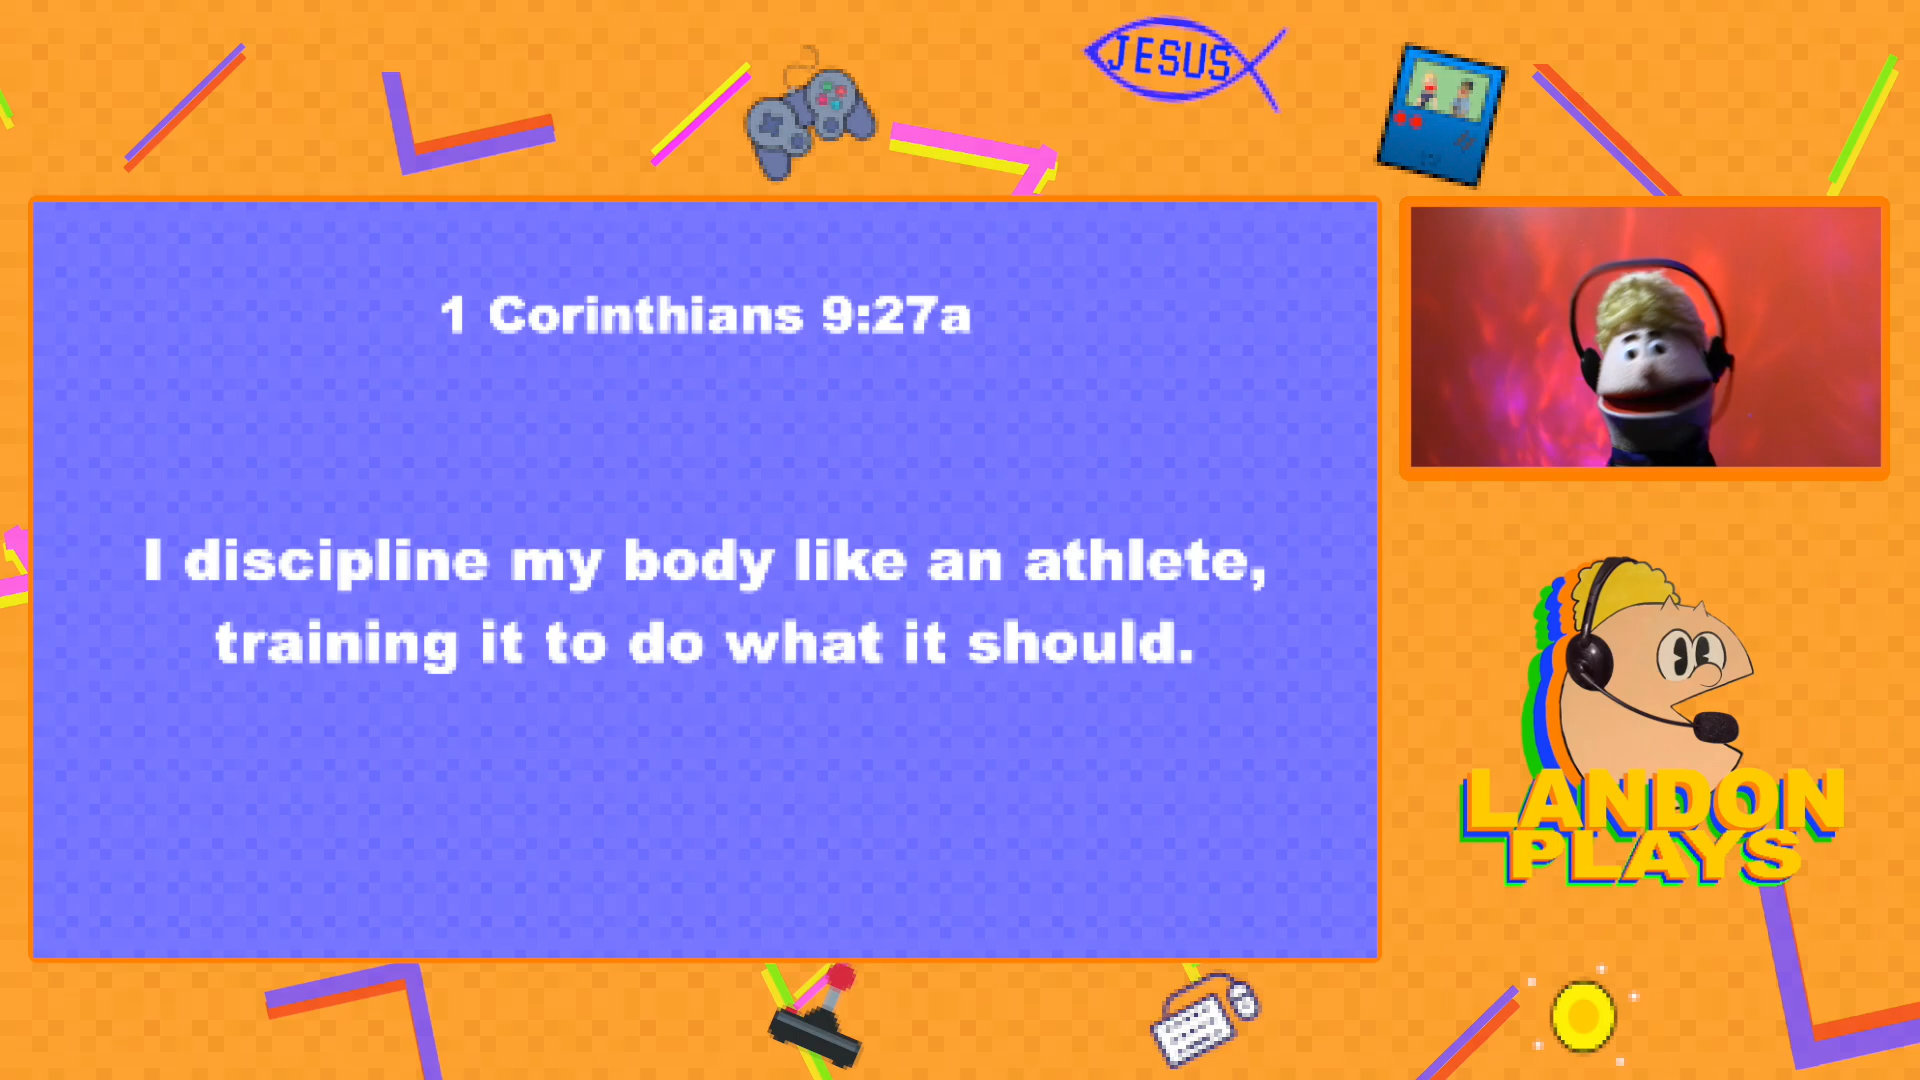 JESUS
1 Corinthians 9:27a
I discipline my body like an athlete,
training it to do what it should.
LANDON
PLAYS